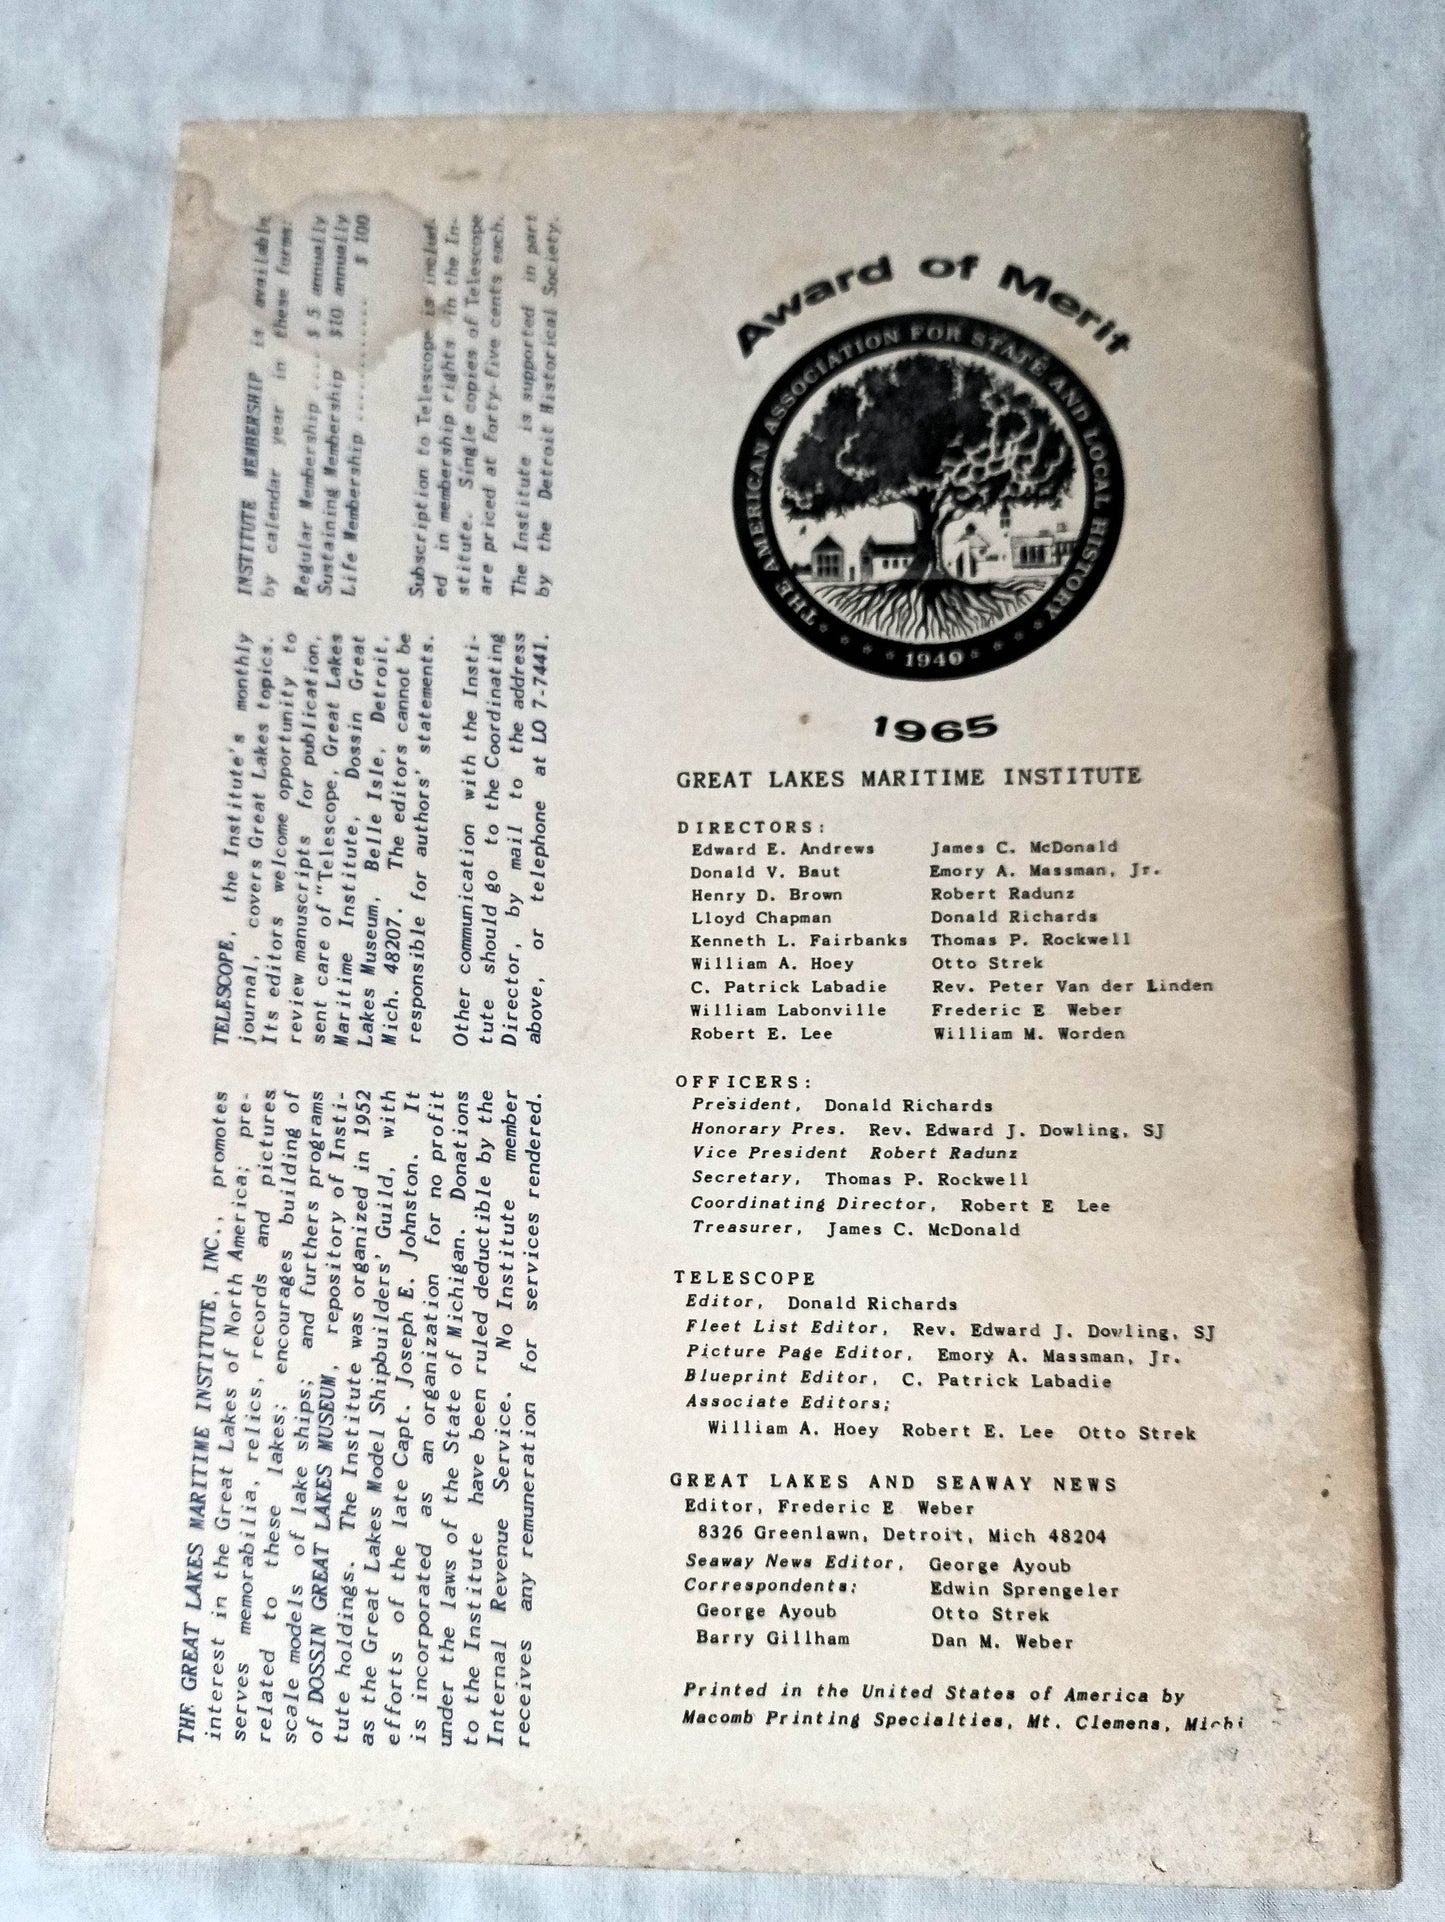 Award of Merit
THE AMERICAN ASSOCIATION FOR STATE AND LOCAL HISTORY
1940
1965
GREAT LAKES MARITIME INSTITUTE
DIRECTORS:
Edward E. Andrews
Donald V. Baut
Henry D. Brown
Lloyd Chapman
Kenneth L. Fairbanks
William A. Hoey
C. Patrick Labadie
William Labonville
Robert E. Lee
James C. McDonald
Emory A. Massman, Jr.
Robert Radunz
Donald Richards
Thomas P. Rockwell
Otto Strek
Rev. Peter Van der Linden
Frederic E Weber
William M. Worden
OFFICERS:
President, Donald Richards
Honorary Pres. Rev. Edward J. Dowling, SJ
Vice President Robert Radunz
Secretary, Thomas P. Rockwell
Coordinating Director, Robert E Lee
Treasurer, James C. McDonald
TELESCOPE
Editor, Donald Richards
Fleet List Editor, Rev. Edward J. Dowling, SJ
Picture Page Editor, Emory A. Massman, Jr.
Blueprint Editor, C. Patrick Labadie
Associate Editors;
William A. Hoey Robert E. Lee Otto Strek
GREAT LAKES AND SEAWAY NEWS
Editor, Frederic E Weber
8326 Greenlawn, Detroit, Mich 48204
Seaway News Editor, George Ayoub
Correspondents: Edwin Sprengeler
George Ayoub Otto Strek
Barry Gillham Dan M. Weber
Printed in the United States of America by
Macomb Printing Specialties, Mt. Clemens, Michi
THE GREAT LAKES MARITIME INSTITUTE, INC., promotes
interest in the Great Lakes of North America; pre-
serves memorabilia, relics, records and pictures
related to these lakes; encourages building of
scale models of lake ships; and furthers programs
of DOSSIN GREAT LAKES MUSEUM, repository of Insti-
tute holdings. The Institute was organized in 1952
as the Great Lakes Model Shipbuilders' Guild, with
efforts of the late Capt. Joseph E. Johnston. It
is incorporated as an organization for no profit
under the laws of the State of Michigan. Donations
to the Institute have been ruled deductible by the
Internal Revenue Service. No Institute member
receives any remuneration for services rendered.
TELESCOPE, the Institute's monthly
journal, covers Great Lakes topics.
Its editors welcome opportunity to
review manuscripts for publication,
sent care of "Telescope, Great Lakes
Maritime Institute, Dossin Great
Lakes Museum, Belle Isle, Detroit,
Mich. 48207. The editors cannot be
responsible for authors' statements.
Other communication with the Insti-
tute should go to the Coordinating
Director, by mail to the address
above, or telephone at LO 7-7441.
INSTITUTE MEMBERSHIP is available
by calendar year in these forms:
Regular Membership .... $ 5 annually
Sustaining Membership $10 annually
Life Membership ............ $ 100
Subscription to Telescope is includ-
ed in membership rights in the In-
stitute. Single copies of Telescope
are priced at forty-five cents each.
The Institute is supported in part
by the Detroit Historical Society.